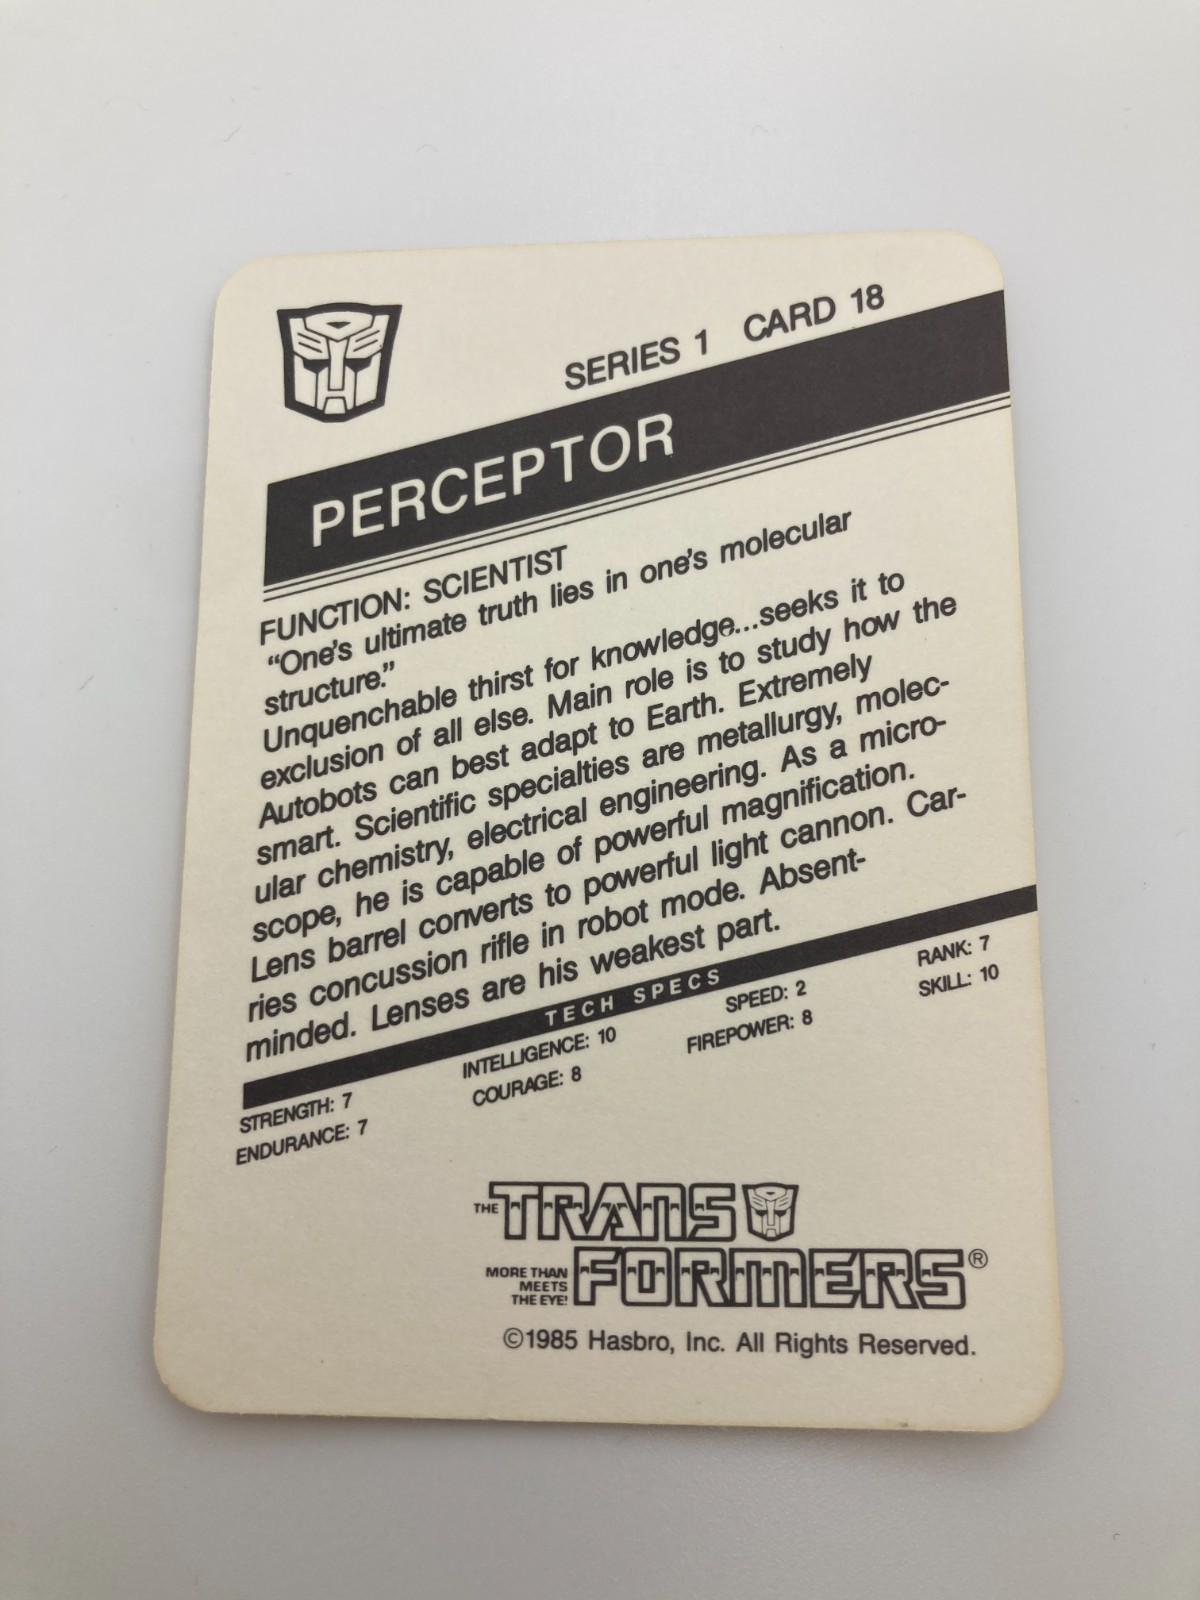 SERIES 1 CARD 18
PERCEPTOR
FUNCTION: SCIENTIST
“One's ultimate truth lies in one's molecular
structure.”
Unquenchable thirst for knowledge...seeks it to
exclusion of all else. Main role is to study how the
Autobots can best adapt to Earth. Extremely
smart. Scientific specialties are metallurgy, molec-
ular chemistry, electrical engineering. As a micro-
scope, he is capable of powerful magnification.
Lens barrel converts to powerful light cannon. Car-
ries concussion rifle in robot mode. Absent-
minded. Lenses are his weakest part.
TECH SPECS
STRENGTH: 7 INTELLIGENCE: 10 SPEED: 2 RANK: 7
ENDURANCE: 7 COURAGE: 8 FIREPOWER: 8 SKILL: 10
THE TRANS
FORMERS®
MORE THAN
MEETS
THE EYE!
©1985 Hasbro, Inc. All Rights Reserved.